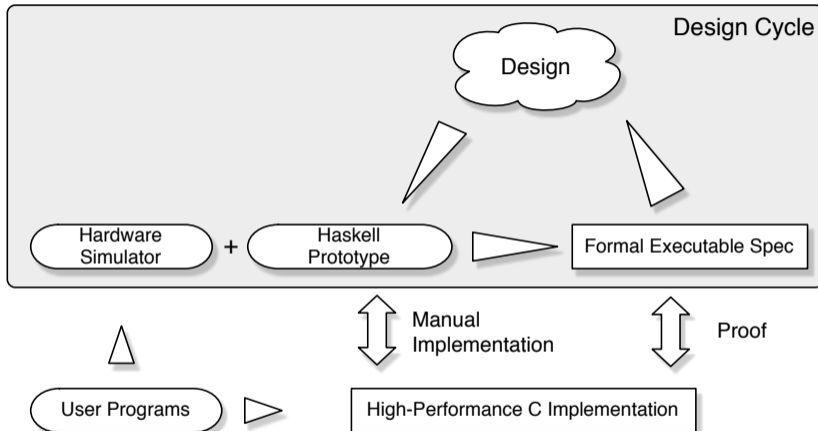 Design Cycle
Design
Hardware
Simulator
+
Haskell
Prototype
Formal Executable Spec
Manual
Implementation
Proof
User Programs
High-Performance C Implementation